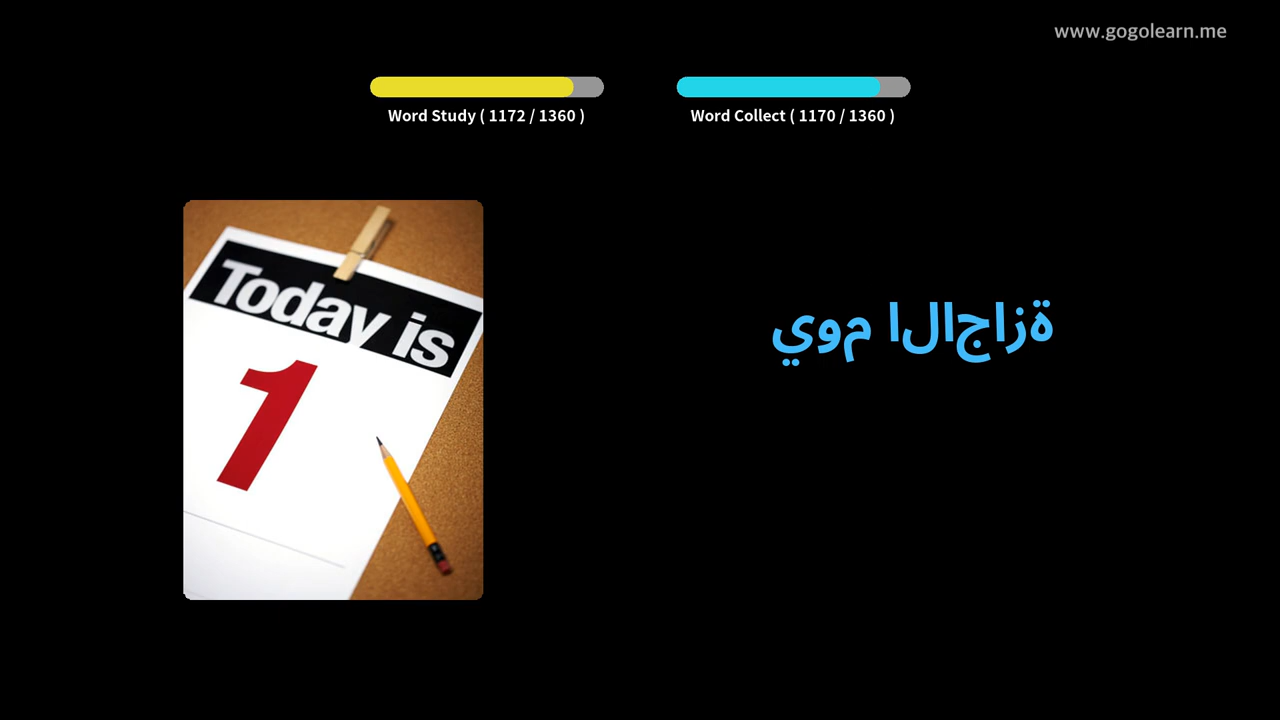 www.gogolearn.me
Word Study ( 1172 / 1360 )
Word Collect ( 1170 / 1360 )
Today is
1
يوم الاجازة